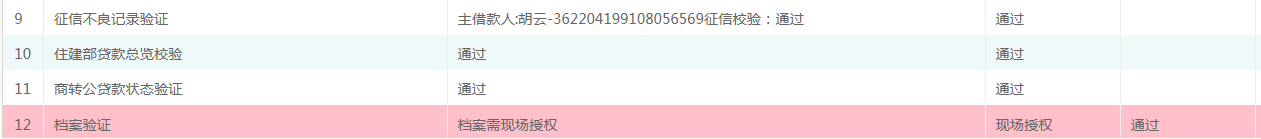 9 征信不良记录验证 主借款人:胡云-362204199108056569征信校验：通过 通过
10 住建部贷款总览校验 通过 通过
11 商转公贷款状态验证 通过 通过
12 档案验证 档案需现场授权 现场授权 通过